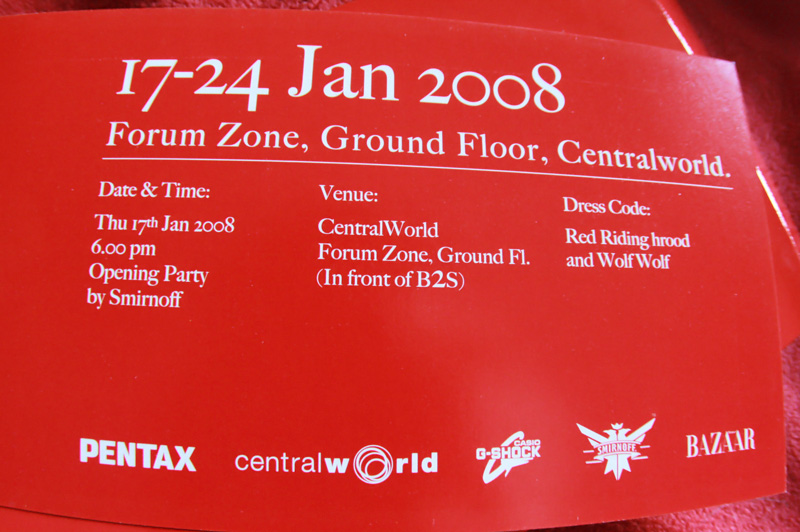 17-24 Jan 2008
Forum Zone, Ground Floor, Centralworld.
Date & Time:
Thu 17th Jan 2008
6.00 pm
Opening Party
by Smirnoff
Venue:
CentralWorld
Forum Zone, Ground Fl.
(In front of B2S)
Dress Code:
Red Riding hrood
and Wolf Wolf
PENTAX
centralworld
CASIO
G-SHOCK
SMIRNOFF
BAZAAR